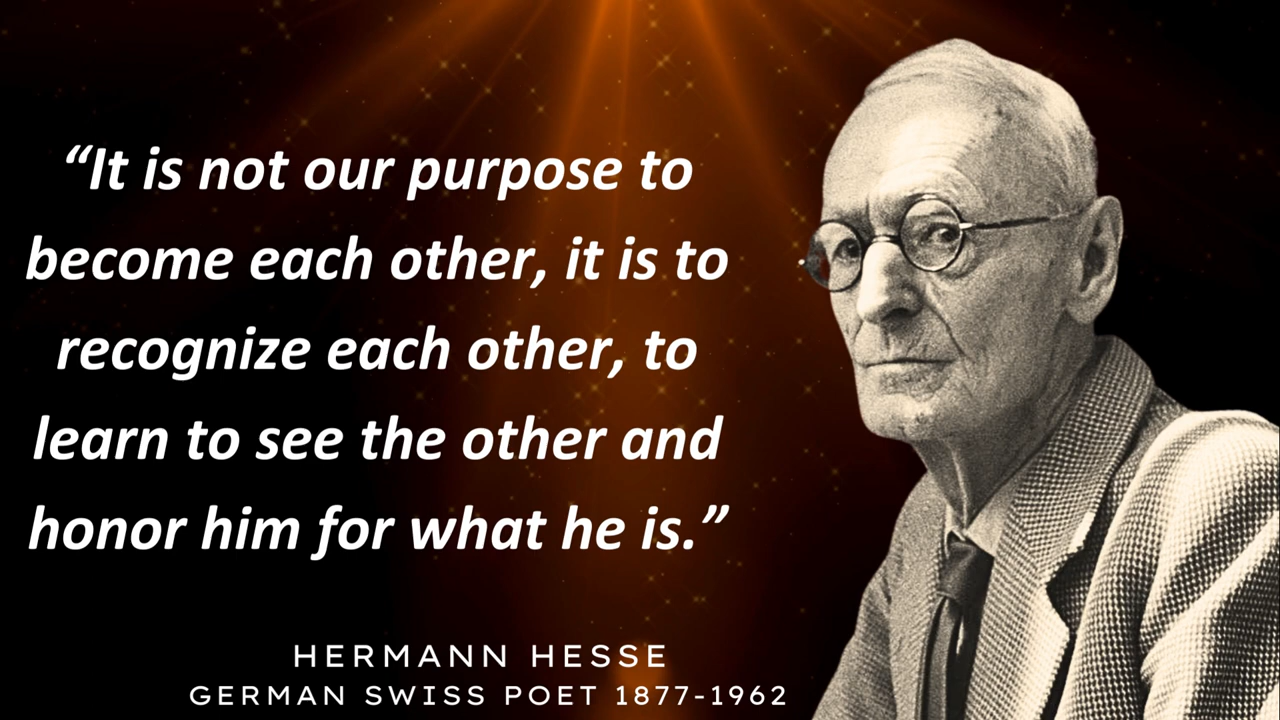 “It is not our purpose to
become each other, it is to
recognize each other, to
learn to see the other and
honor him for what he is.”
HERMANN HESSE
GERMAN SWISS POET 1877-1962